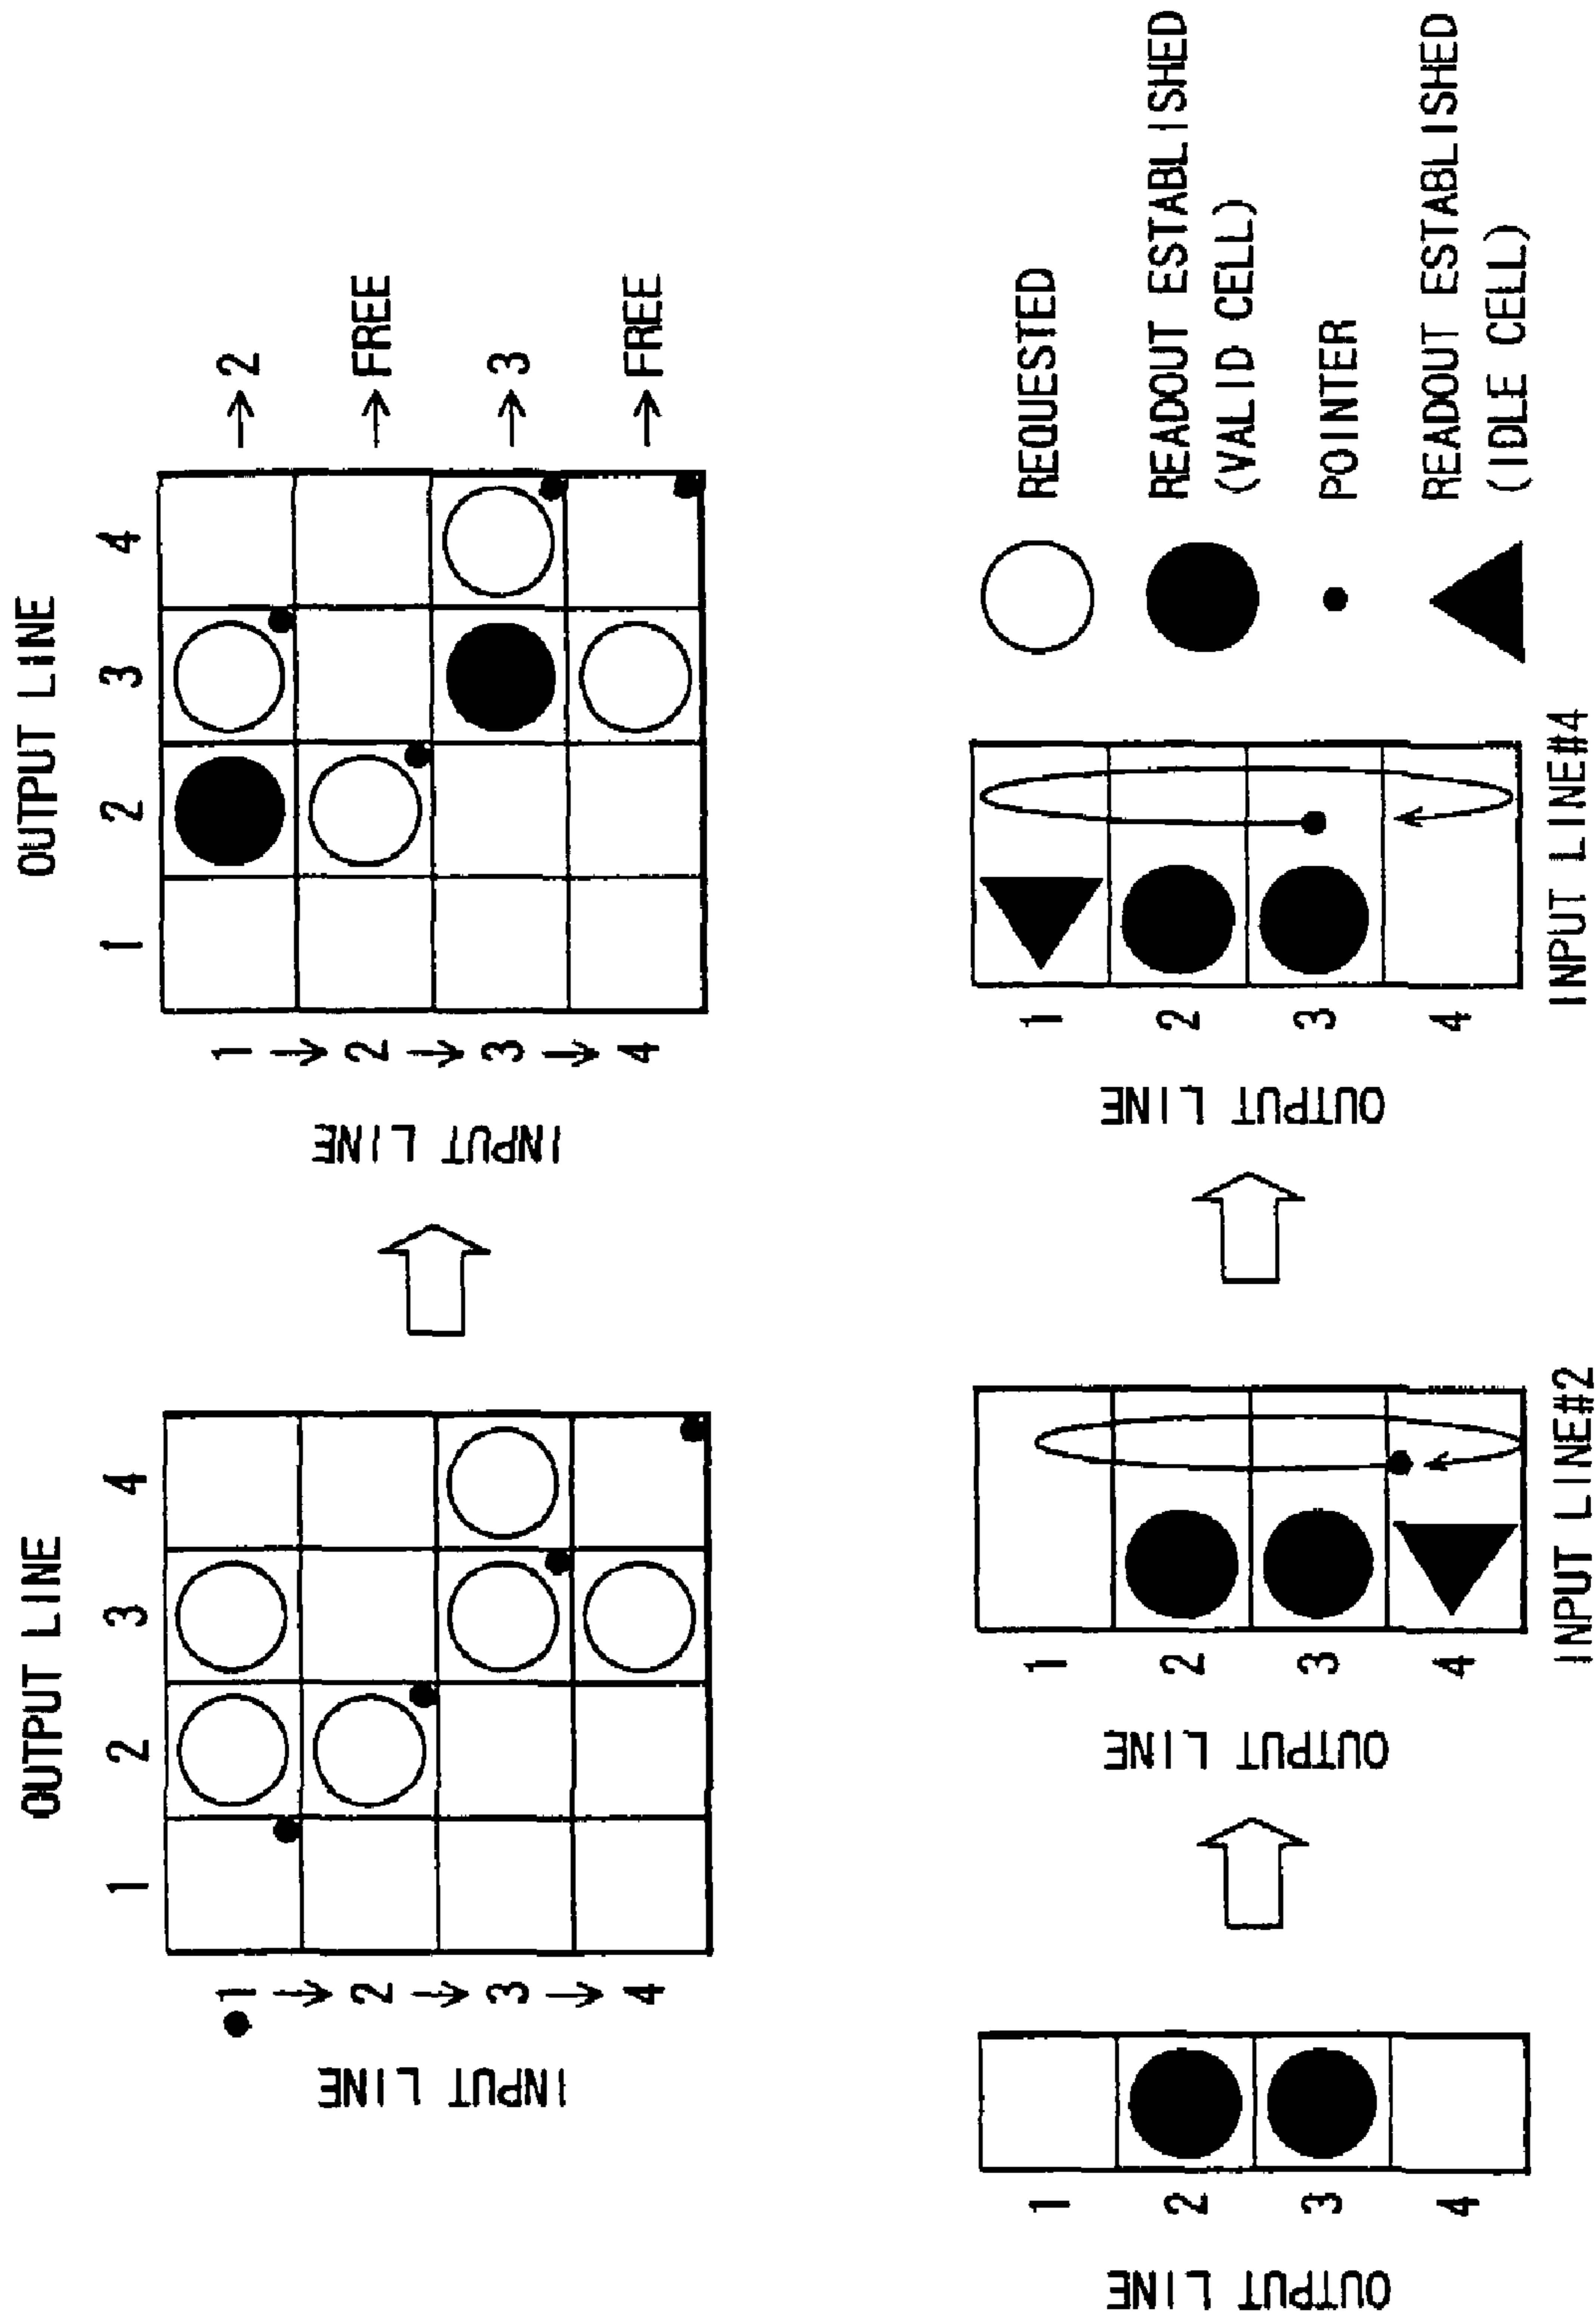 OUTPUT LINE
1 2 3 4
INPUT LINE
1
→ 2
→ 3
→ 4
OUTPUT LINE
1 2 3 4
INPUT LINE
1
→ 2
→ 3
→ 4
→ 2
→ FREE
→ 3
→ FREE
OUTPUT LINE
1
2
3
4
OUTPUT LINE
1
2
3
4
INPUT LINE#2
OUTPUT LINE
1
2
3
4
INPUT LINE#4
REQUESTED
READOUT ESTABLISHED
(VALID CELL)
POINTER
READOUT ESTABLISHED
(IDLE CELL)